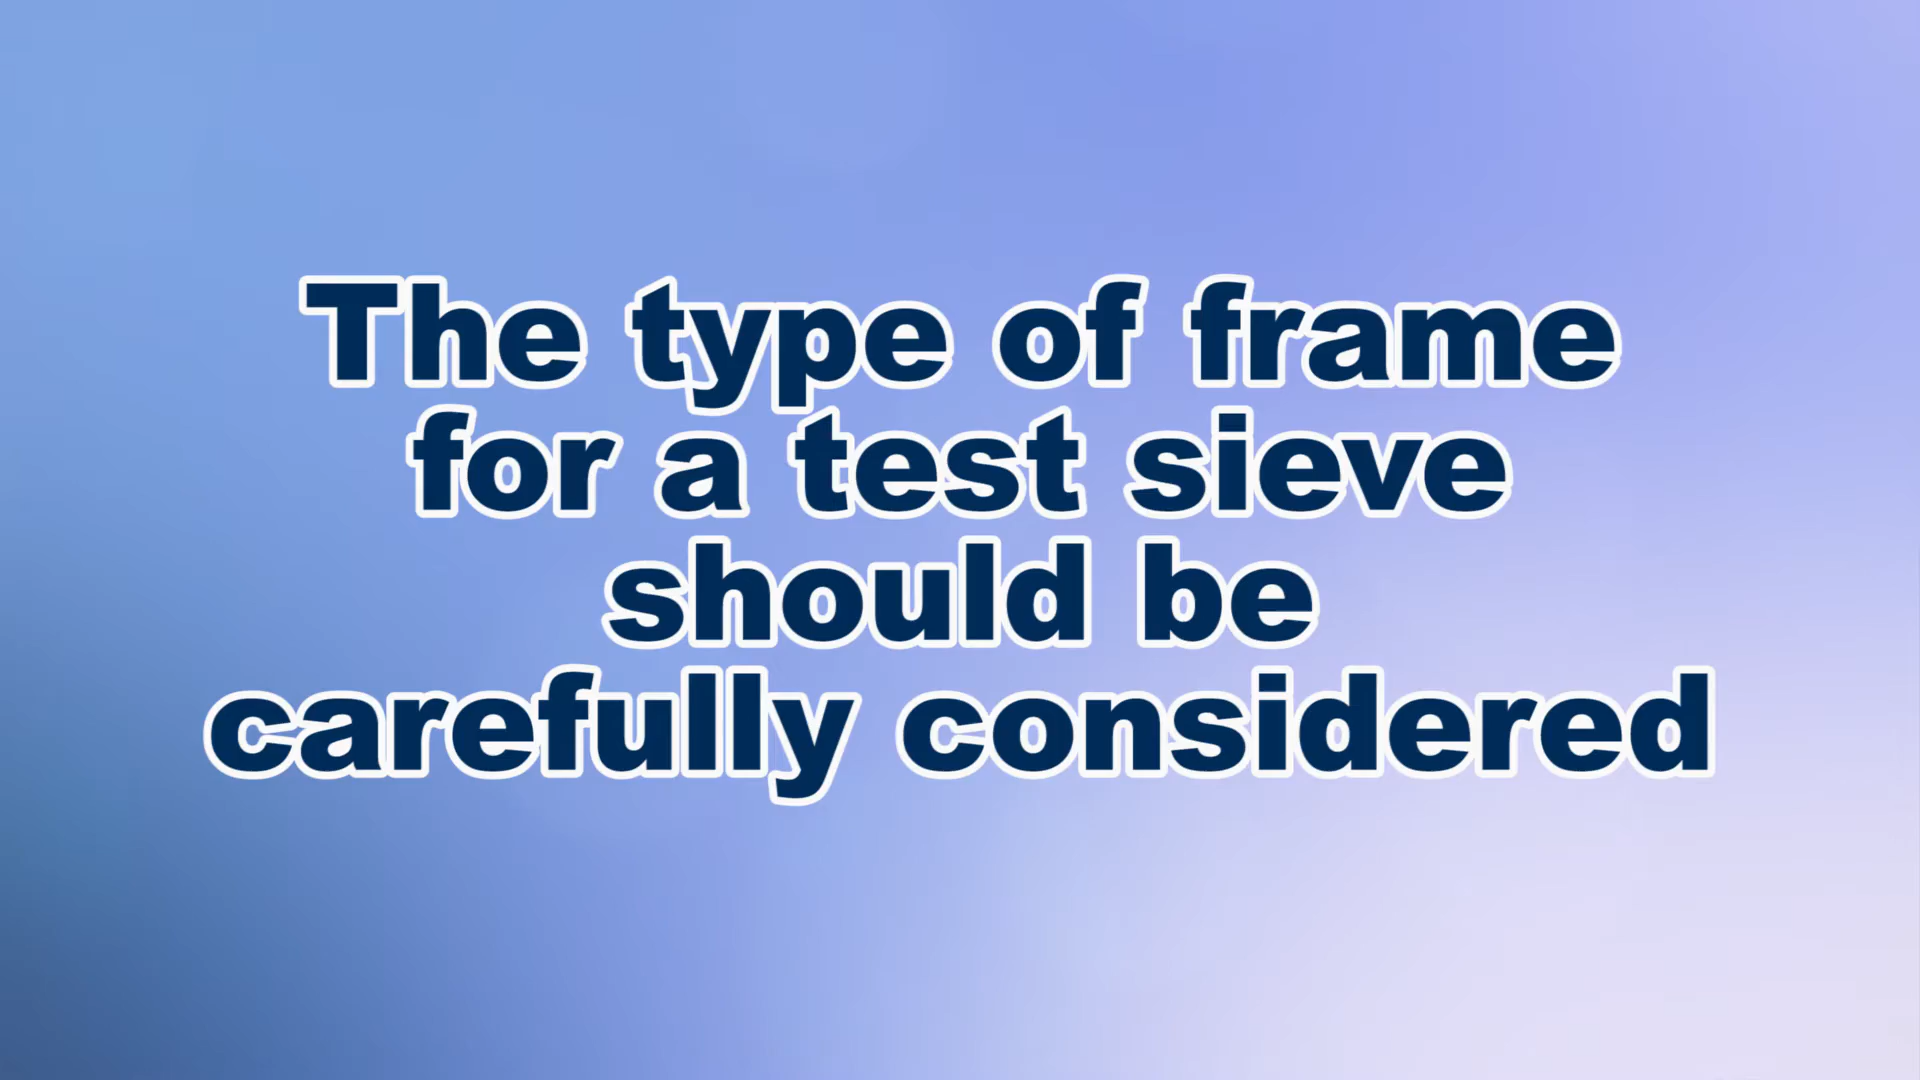 The type of frame
for a test sieve
should be
carefully considered